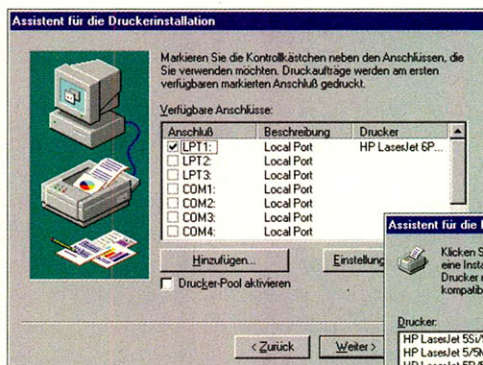 Assistent für die Druckerinstallation
Markieren Sie die Kontrollkästchen neben den Anschlüssen, die
Sie verwenden möchten. Druckaufträge werden am ersten
verfügbaren markierten Anschluß gedruckt.
Verfügbare Anschlüsse:
Anschluß Beschreibung Drucker
LPT1: Local Port HP LaserJet 6P...
LPT2: Local Port
LPT3: Local Port
COM1: Local Port
COM2: Local Port
COM3: Local Port
COM4: Local Port
Hinzufügen... Einstellung
Drucker-Pool aktivieren
< Zurück Weiter >
Assistent für die
Klicken S
eine Insta
Drucker
kompatib
Drucker:
HP LaserJet 5Si/
HP LaserJet 5/5M